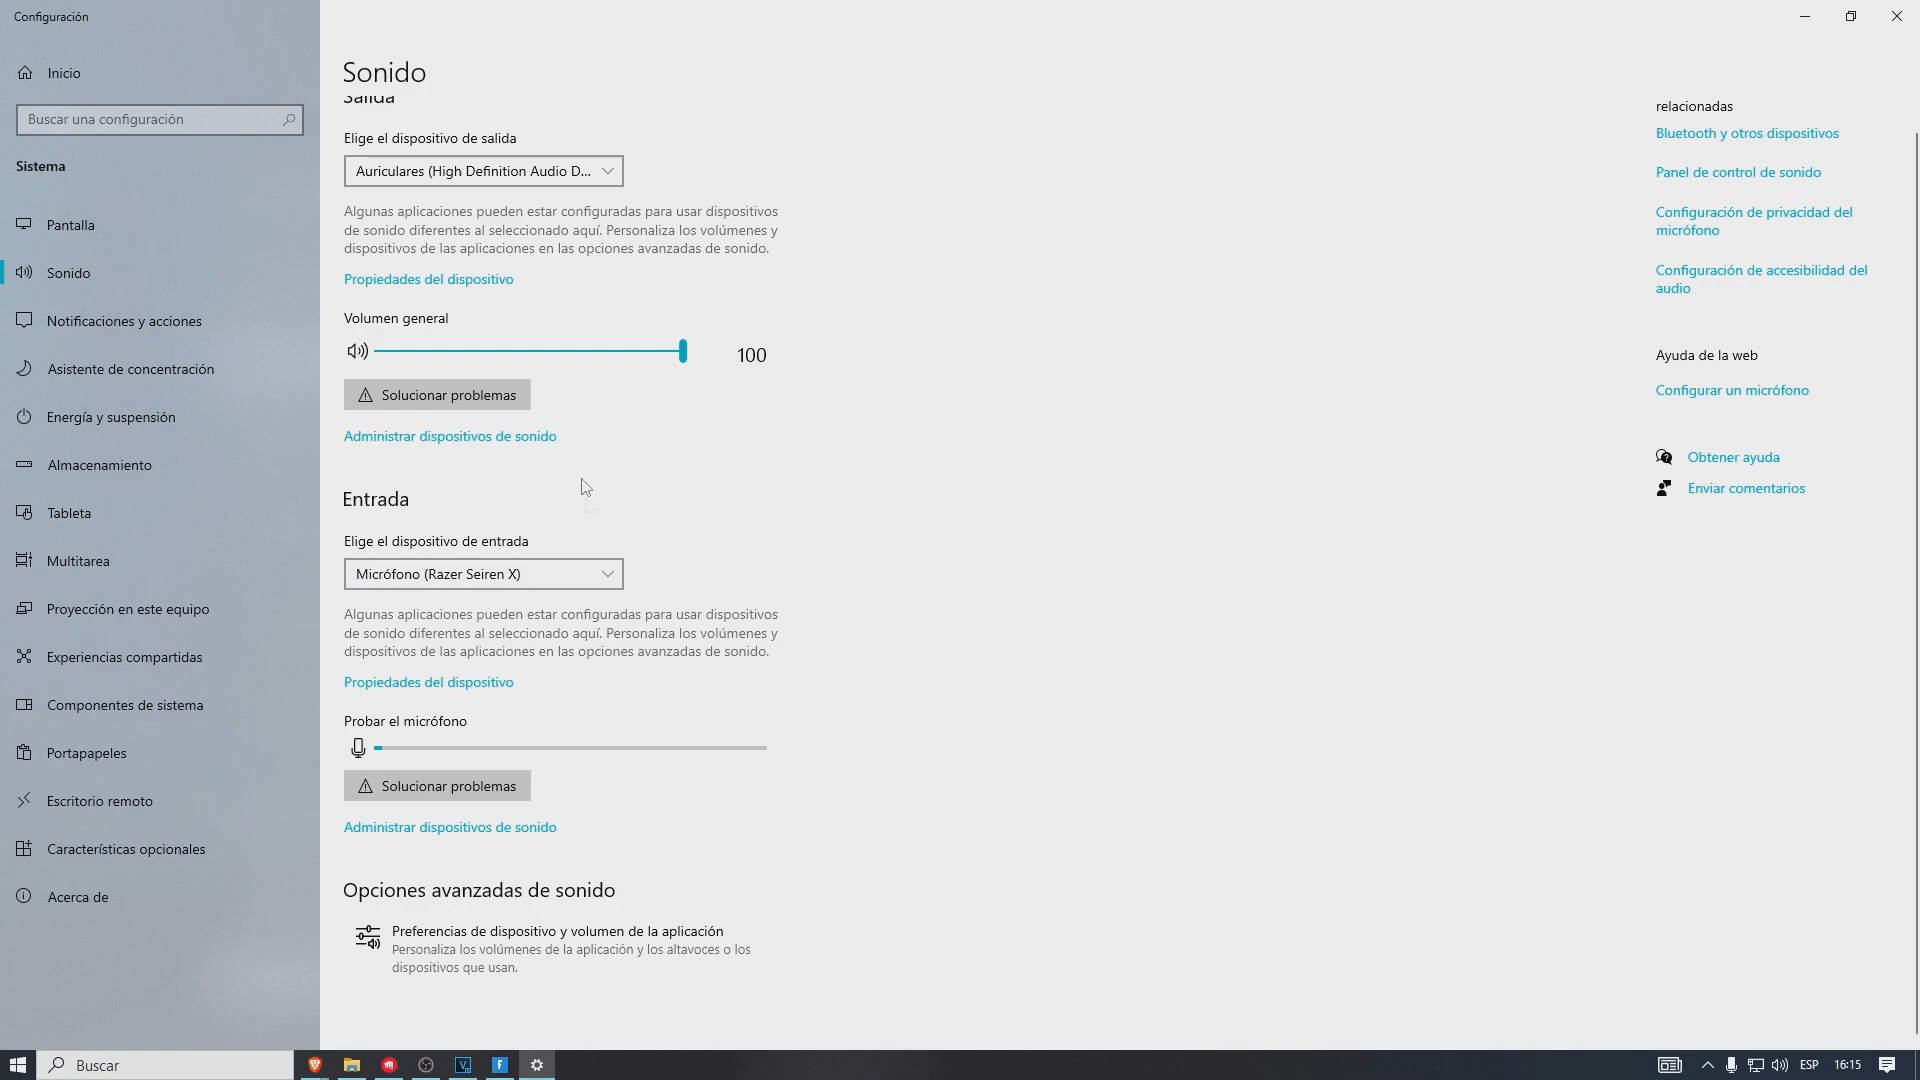 Configuración
Inicio
Buscar una configuración
Sistema
Pantalla
Sonido
Notificaciones y acciones
Asistente de concentración
Energía y suspensión
Almacenamiento
Tableta
Multitarea
Proyección en este equipo
Experiencias compartidas
Componentes de sistema
Portapapeles
Escritorio remoto
Características opcionales
Acerca de
Sonido
Salida
Elige el dispositivo de salida
Auriculares (High Definition Audio D...
Algunas aplicaciones pueden estar configuradas para usar dispositivos
de sonido diferentes al seleccionado aquí. Personaliza los volúmenes y
dispositivos de las aplicaciones en las opciones avanzadas de sonido.
Propiedades del dispositivo
Volumen general
100
Solucionar problemas
Administrar dispositivos de sonido
Entrada
Elige el dispositivo de entrada
Micrófono (Razer Seiren X)
Algunas aplicaciones pueden estar configuradas para usar dispositivos
de sonido diferentes al seleccionado aquí. Personaliza los volúmenes y
dispositivos de las aplicaciones en las opciones avanzadas de sonido.
Propiedades del dispositivo
Probar el micrófono
Solucionar problemas
Administrar dispositivos de sonido
Opciones avanzadas de sonido
Preferencias de dispositivo y volumen de la aplicación
Personaliza los volúmenes de la aplicación y los altavoces o los
dispositivos que usan.
relacionadas
Bluetooth y otros dispositivos
Panel de control de sonido
Configuración de privacidad del
micrófono
Configuración de accesibilidad del
audio
Ayuda de la web
Configurar un micrófono
Obtener ayuda
Enviar comentarios
Buscar
ESP
16:15